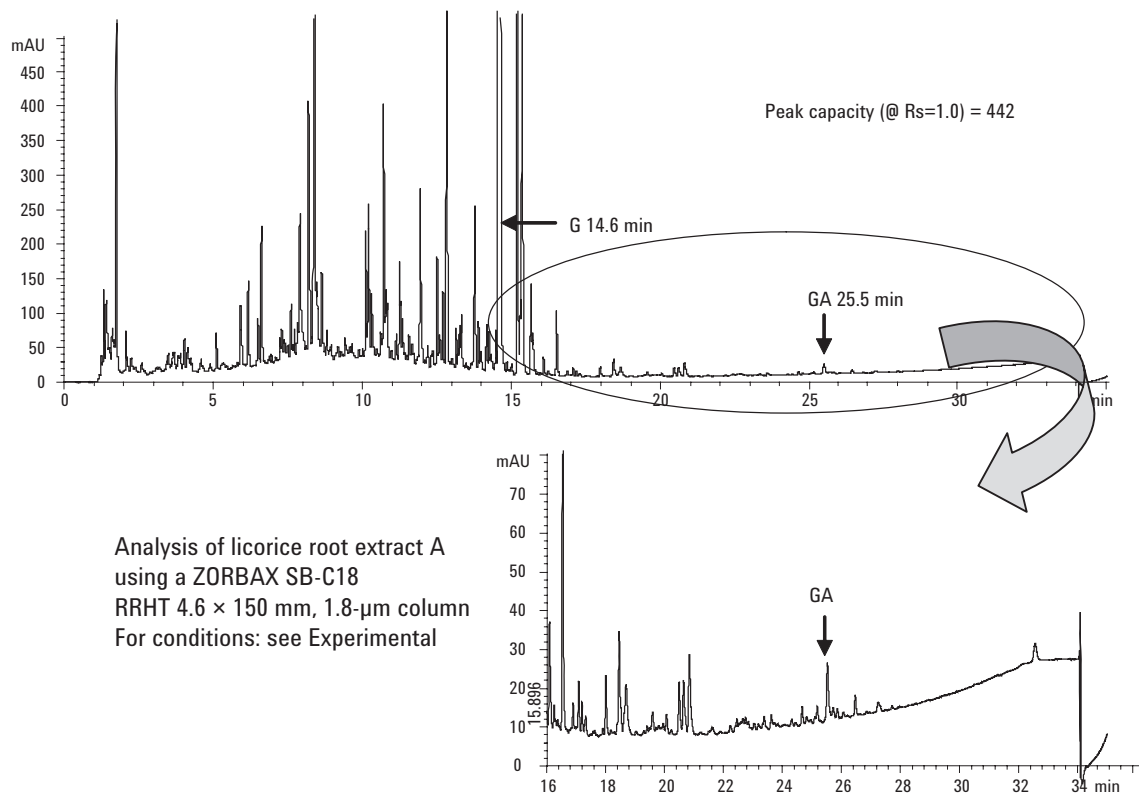 mAU
450
400
350
300
250
200
150
100
50
0
0 5 10 15 20 25 30 min
Peak capacity (@ Rs=1.0) = 442
G 14.6 min
GA 25.5 min
Analysis of licorice root extract A
using a ZORBAX SB-C18
RRHT 4.6 × 150 mm, 1.8-µm column
For conditions: see Experimental
mAU
70
60
50
40
30
20
10
0
15.896
GA
16 18 20 22 24 26 28 30 32 34 min